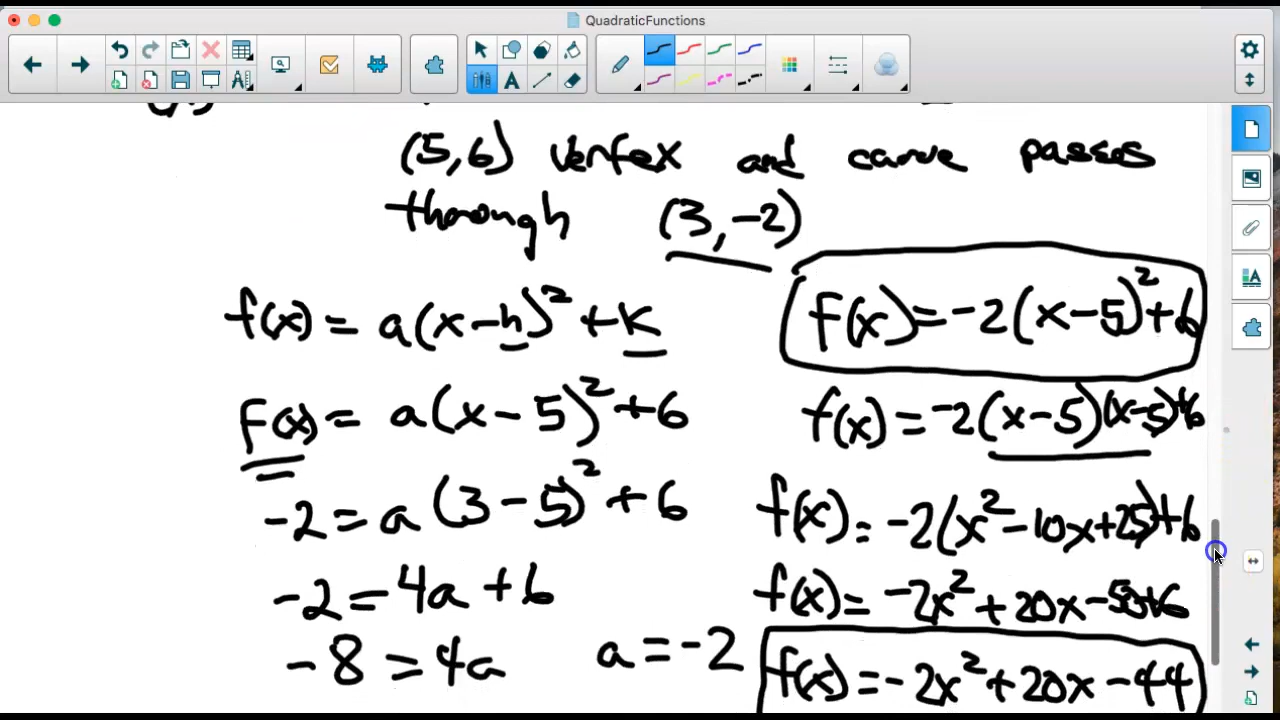 QuadraticFunctions
(5,6) vertex and curve passes
through (3,-2)
f(x) = a(x-h)² + k
f(x) = a(x-5)² + 6
-2 = a(3-5)² + 6
-2 = 4a + 6
-8 = 4a
a = -2
f(x) = -2(x-5)² + 6
f(x) = -2(x-5)(x-5)+6
f(x) = -2(x² - 10x + 25) + 6
f(x) = -2x² + 20x - 50 + 6
f(x) = -2x² + 20x - 44